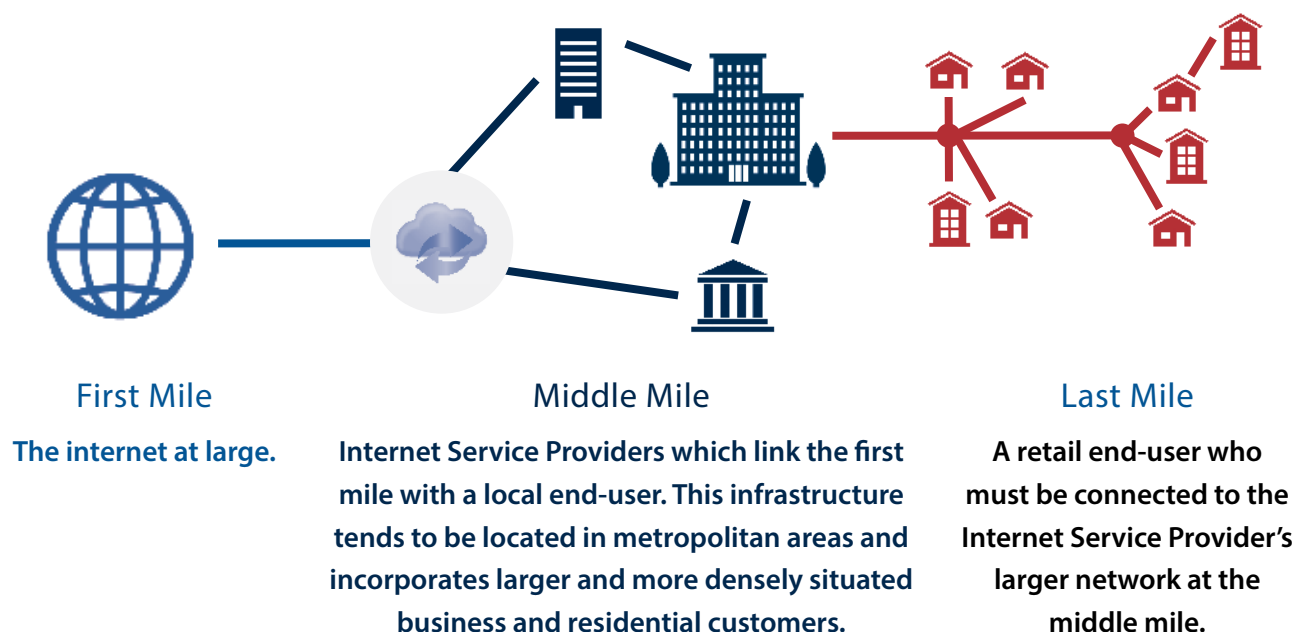 First Mile
The internet at large.
Middle Mile
Internet Service Providers which link the first
mile with a local end-user. This infrastructure
tends to be located in metropolitan areas and
incorporates larger and more densely situated
business and residential customers.
Last Mile
A retail end-user who
must be connected to the
Internet Service Provider’s
larger network at the
middle mile.